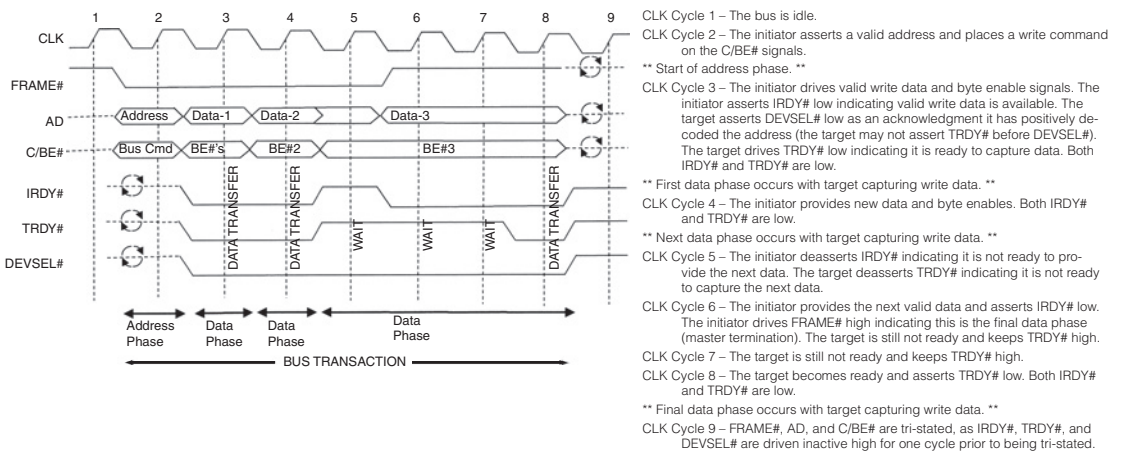 1 2 3 4 5 6 7 8 9
CLK
FRAME#
AD Address Data-1 Data-2 Data-3
C/BE# Bus Cmd BE#'s BE#2 BE#3
IRDY#
TRDY#
DEVSEL#
DATA TRANSFER
DATA TRANSFER
WAIT
WAIT
WAIT
DATA TRANSFER
Address
Phase
Data
Phase
Data
Phase
Data
Phase
BUS TRANSACTION
CLK Cycle 1 – The bus is idle.
CLK Cycle 2 – The initiator asserts a valid address and places a write command
on the C/BE# signals.
** Start of address phase. **
CLK Cycle 3 – The initiator drives valid write data and byte enable signals. The
initiator asserts IRDY# low indicating valid write data is available. The
target asserts DEVSEL# low as an acknowledgment it has positively de-
coded the address (the target may not assert TRDY# before DEVSEL#).
The target drives TRDY# low indicating it is ready to capture data. Both
IRDY# and TRDY# are low.
** First data phase occurs with target capturing write data. **
CLK Cycle 4 – The initiator provides new data and byte enables. Both IRDY#
and TRDY# are low.
** Next data phase occurs with target capturing write data. **
CLK Cycle 5 – The initiator deasserts IRDY# indicating it is not ready to pro-
vide the next data. The target deasserts TRDY# indicating it is not ready
to capture the next data.
CLK Cycle 6 – The initiator provides the next valid data and asserts IRDY# low.
The initiator drives FRAME# high indicating this is the final data phase
(master termination). The target is still not ready and keeps TRDY# high.
CLK Cycle 7 – The target is still not ready and keeps TRDY# high.
CLK Cycle 8 – The target becomes ready and asserts TRDY# low. Both IRDY#
and TRDY# are low.
** Final data phase occurs with target capturing write data. **
CLK Cycle 9 – FRAME#, AD, and C/BE# are tri-stated, as IRDY#, TRDY#, and
DEVSEL# are driven inactive high for one cycle prior to being tri-stated.